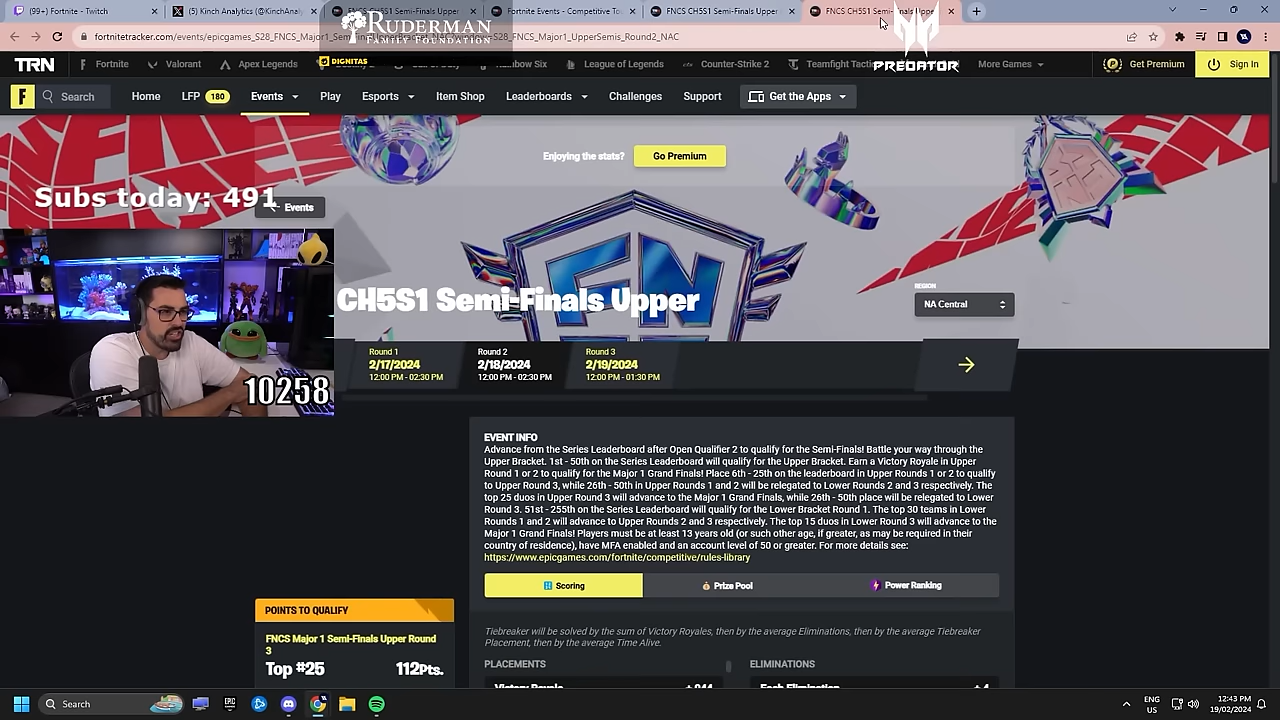 (99+) Fortnite - Twitch
(5) Kinch (@KinchAnaly
FNCS CH5S1 Semi-Finals Upper
Fortnite Events - Competitive To
FNCS CH5S1 Semi-Finals Upper
FNCS CH5S1 Semi-Finals Upper
RUDERMAN
FAMILY FOUNDATION
DIGNITAS
PREDATOR
TRN
Fortnite
Valorant
Apex Legends
League of Legends
Counter-Strike 2
Teamfight
More Games
Get Premium
Sign In
F
Search
Home
LFP 180
Events
Play
Esports
Item Shop
Leaderboards
Challenges
Support
Get the Apps
Enjoying the stats?
Go Premium
Subs today: 491
Events
CH5S1 Semi-Finals Upper
REGION
NA Central
Round 1
2/17/2024
12:00 PM - 02:30 PM
Round 2
2/18/2024
12:00 PM - 02:30 PM
Round 3
2/19/2024
12:00 PM - 01:30 PM
10258
EVENT INFO
Advance from the Series Leaderboard after Open Qualifier 2 to qualify for the Semi-Finals! Battle your way through the
Upper Bracket. 1st - 50th on the Series Leaderboard will qualify for the Upper Bracket. Earn a Victory Royale in Upper
Round 1 or 2 to qualify for the Major 1 Grand Finals! Place 6th - 25th on the leaderboard in Upper Rounds 1 or 2 to qualify
to Upper Round 3, while 26th - 50th in Upper Rounds 1 and 2 will be relegated to Lower Rounds 2 and 3 respectively. The
top 25 duos in Upper Round 3 will advance to the Major 1 Grand Finals, while 26th - 50th place will be relegated to Lower
Round 3. 51st - 255th on the Series Leaderboard will qualify for the Lower Bracket Round 1. The top 30 teams in Lower
Rounds 1 and 2 will advance to Upper Rounds 2 and 3 respectively. The top 15 duos in Lower Round 3 will advance to the
Major 1 Grand Finals! Players must be at least 13 years old (or such other age, if greater, as may be required in their
country of residence), have MFA enabled and an account level of 50 or greater. For more details see:
https://www.epicgames.com/fortnite/competitive/rules-library
Scoring
Prize Pool
Power Ranking
POINTS TO QUALIFY
FNCS Major 1 Semi-Finals Upper Round
3
Top #25
112Pts.
Tiebreaker will be solved by the sum of Victory Royales, then by the average Eliminations, then by the average Tiebreaker
Placement, then by the average Time Alive.
PLACEMENTS
ELIMINATIONS
Victory Royale
Each Elimination
Search
ENG
US
12:43 PM
19/02/2024